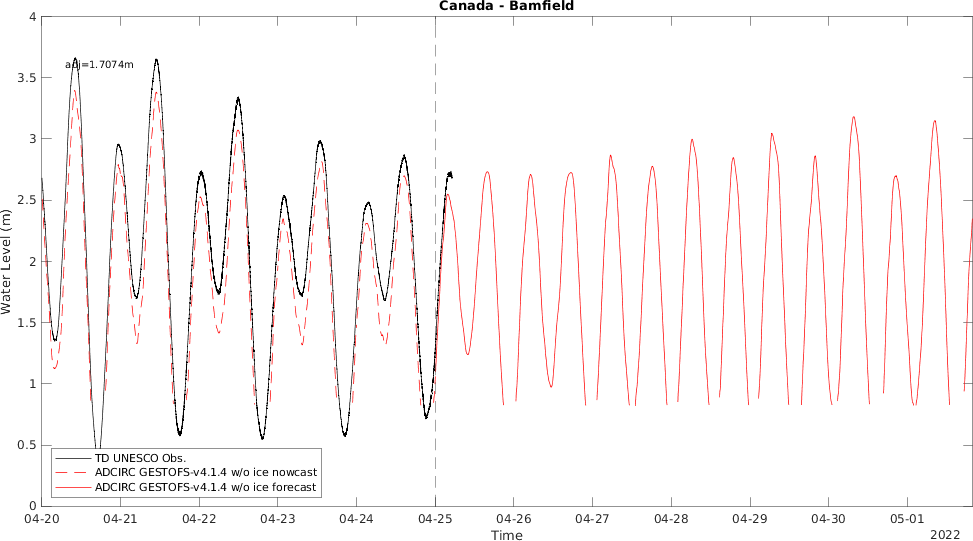 Canada - Bamfield
adj=1.7074m
4
3.5
3
2.5
2
1.5
1
0.5
0
Water Level (m)
TD UNESCO Obs.
ADCIRC GESTOFS-v4.1.4 w/o ice nowcast
ADCIRC GESTOFS-v4.1.4 w/o ice forecast
04-20 04-21 04-22 04-23 04-24 04-25 04-26 04-27 04-28 04-29 04-30 05-01
Time
2022